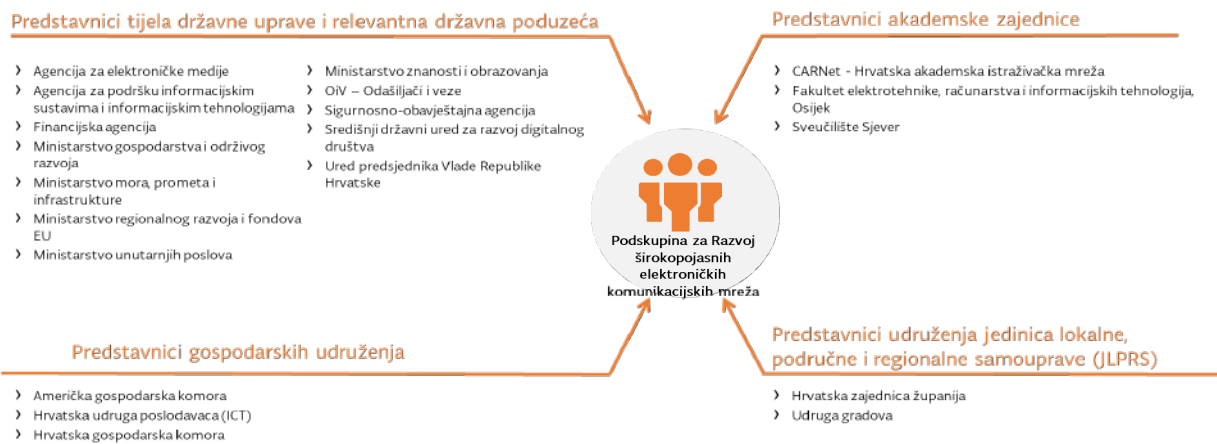 Predstavnici tijela državne uprave i relevantna državna poduzeća
Agencija za elektroničke medije
Agencija za podršku informacijskim
sustavima i informacijskim tehnologijama
Financijska agencija
Ministarstvo gospodarstva i održivog
razvoja
Ministarstvo mora, prometa i
infrastrukture
Ministarstvo regionalnog razvoja i fondova
EU
Ministarstvo unutarnjih poslova
Ministarstvo znanosti i obrazovanja
OiV – Odašiljači i veze
Sigurnosno-obavještajna agencija
Središnji državni ured za razvoj digitalnog
društva
Ured predsjednika Vlade Republike
Hrvatske
Predstavnici akademske zajednice
CARNet - Hrvatska akademska istraživačka mreža
Fakultet elektrotehnike, računarstva i informacijskih tehnologija,
Osijek
Sveučilište Sjever
Podskupina za Razvoj
širokopojasnih
elektroničkih
komunikacijskih mreža
Predstavnici gospodarskih udruženja
Američka gospodarska komora
Hrvatska udruga poslodavaca (ICT)
Hrvatska gospodarska komora
Predstavnici udruženja jedinica lokalne,
područne i regionalne samouprave (JLPRS)
Hrvatska zajednica županija
Udruga gradova